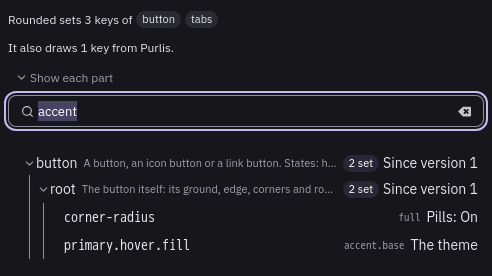 Rounded sets 3 keys of button tabs
It also draws 1 key from Purlis.
Show each part
accent
button A button, an icon button or a link button. States: h... 2 set Since version 1
root The button itself: its ground, edge, corners and ro... 2 set Since version 1
corner-radius full Pills: On
primary.hover.fill accent.base The theme